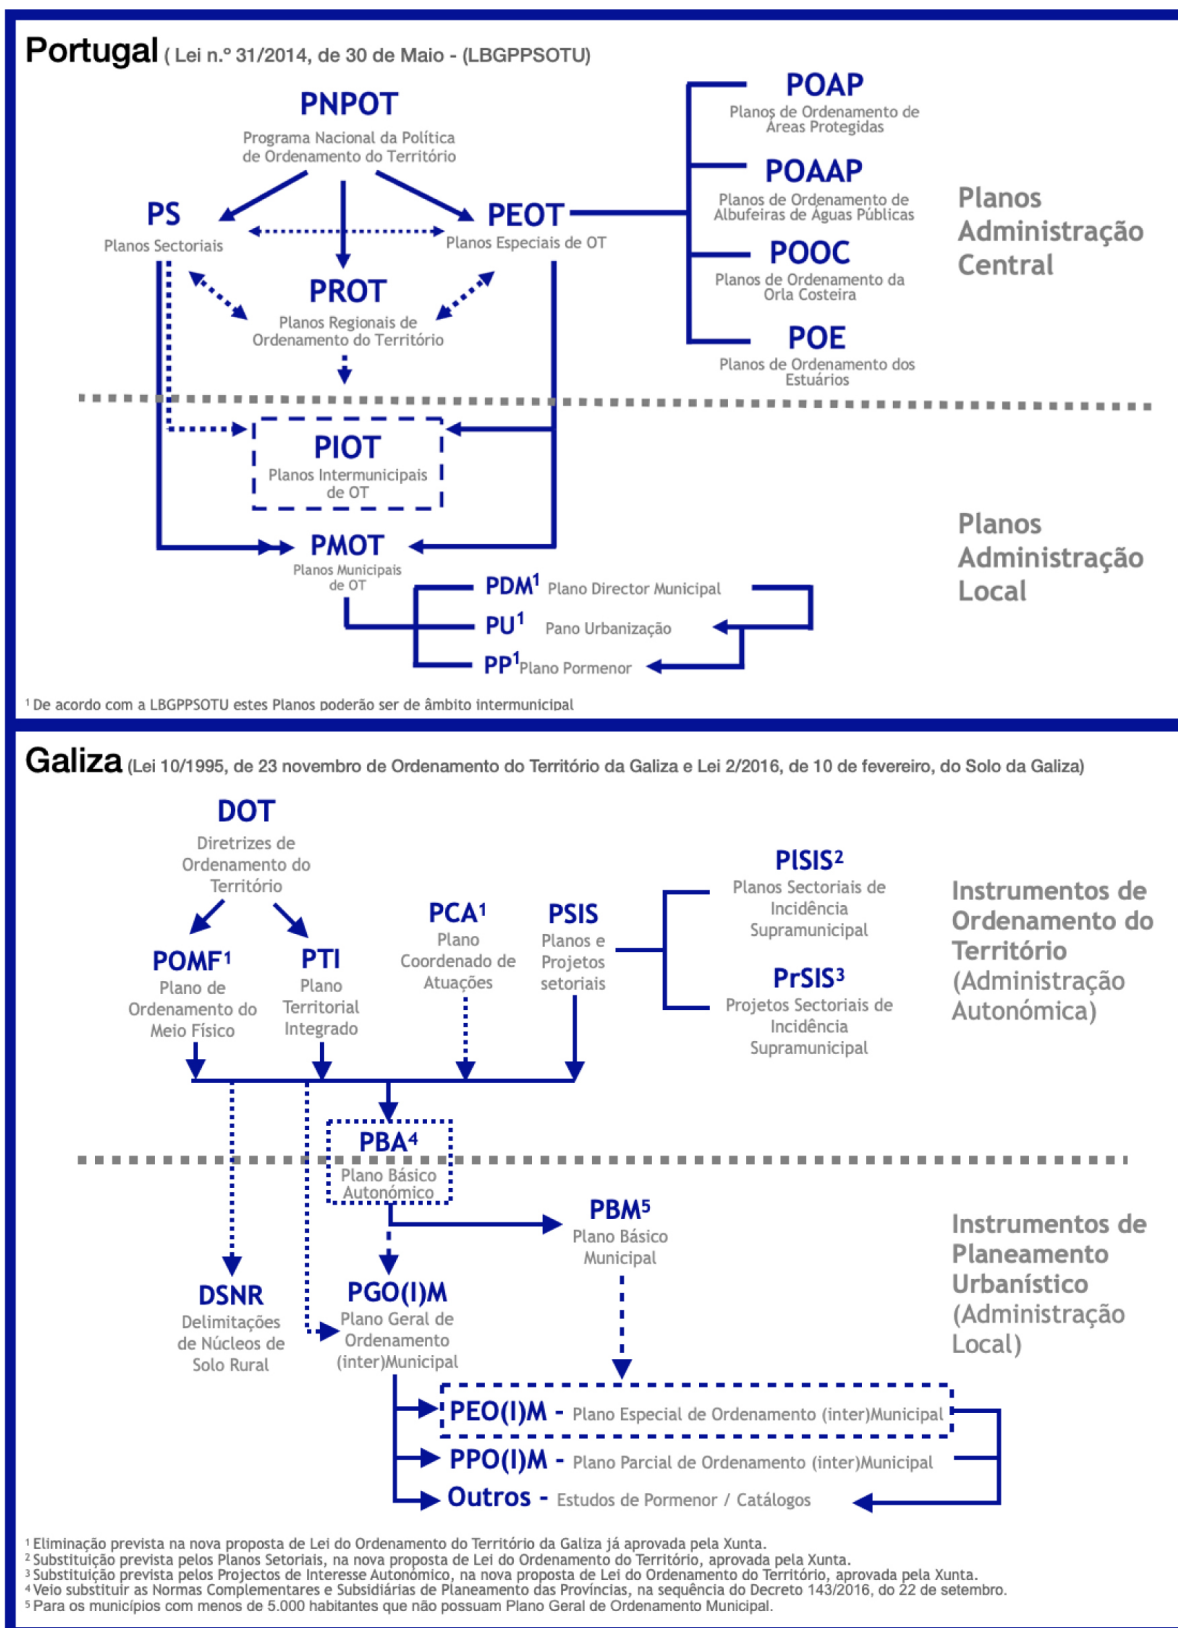 Portugal ( Lei n.º 31/2014, de 30 de Maio - (LBGPPSOTU)
PNPOT
Programa Nacional da Política
de Ordenamento do Território
PS
Planos Sectoriais
PEOT
Planos Especiais de OT
PROT
Planos Regionais de
Ordenamento do Território
POAP
Planos de Ordenamento de
Áreas Protegidas
POAAP
Planos de Ordenamento de
Albufeiras de Águas Públicas
POOC
Planos de Ordenamento da
Orla Costeira
POE
Planos de Ordenamento dos
Estuários
Planos
Administração
Central
PIOT
Planos Intermunicipais
de OT
PMOT
Planos Municipais
de OT
PDM¹ Plano Director Municipal
PU¹ Pano Urbanização
PP¹ Plano Pormenor
Planos
Administração
Local
¹ De acordo com a LBGPPSOTU estes Planos poderão ser de âmbito intermunicipal
Galiza (Lei 10/1995, de 23 novembro de Ordenamento do Território da Galiza e Lei 2/2016, de 10 de fevereiro, do Solo da Galiza)
DOT
Diretrizes de
Ordenamento do
Território
POMF¹
Plano de
Ordenamento do
Meio Físico
PTI
Plano
Territorial
Integrado
PCA¹
Plano
Coordenado de
Atuações
PSIS
Planos e
Projetos
setoriais
PlSIS²
Planos Sectoriais de
Incidência
Supramunicipal
PrSIS³
Projetos Sectoriais de
Incidência
Supramunicipal
Instrumentos de
Ordenamento do
Território
(Administração
Autonómica)
PBA⁴
Plano Básico
Autonómico
PBM⁵
Plano Básico
Municipal
DSNR
Delimitações
de Núcleos de
Solo Rural
PGO(I)M
Plano Geral de
Ordenamento
(inter)Municipal
Instrumentos de
Planeamento
Urbanístico
(Administração
Local)
PEO(I)M - Plano Especial de Ordenamento (inter)Municipal
PPO(I)M - Plano Parcial de Ordenamento (inter)Municipal
Outros - Estudos de Pormenor / Catálogos
¹ Eliminação prevista na nova proposta de Lei do Ordenamento do Território da Galiza já aprovada pela Xunta.
² Substituição prevista pelos Planos Setoriais, na nova proposta de Lei do Ordenamento do Território, aprovada pela Xunta.
³ Substituição prevista pelos Projectos de Interesse Autonómico, na nova proposta de Lei do Ordenamento do Território, aprovada pela Xunta.
⁴ Veio substituir as Normas Complementares e Subsidiárias de Planeamento das Províncias, na sequência do Decreto 143/2016, do 22 de setembro.
⁵ Para os municípios com menos de 5.000 habitantes que não possuam Plano Geral de Ordenamento Municipal.